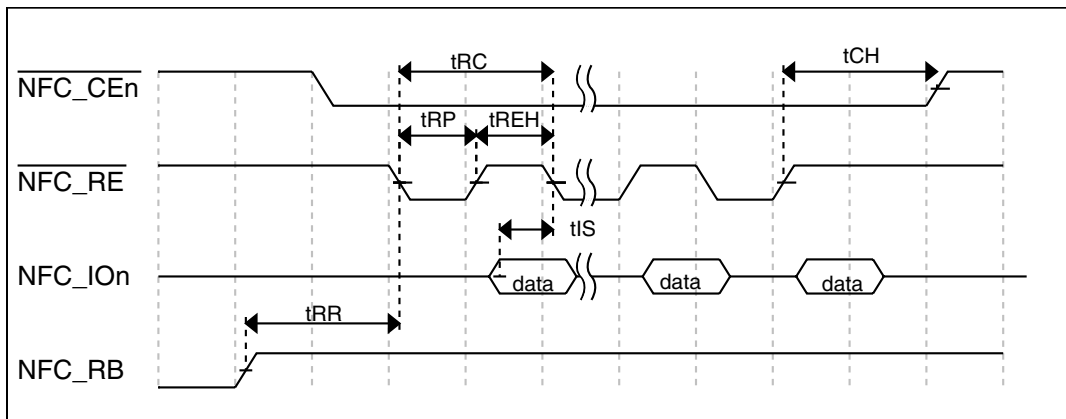 tRC
tCH
NFC_CEn
tRP
tREH
NFC_RE
tIS
NFC_IOn
data
data
data
tRR
NFC_RB